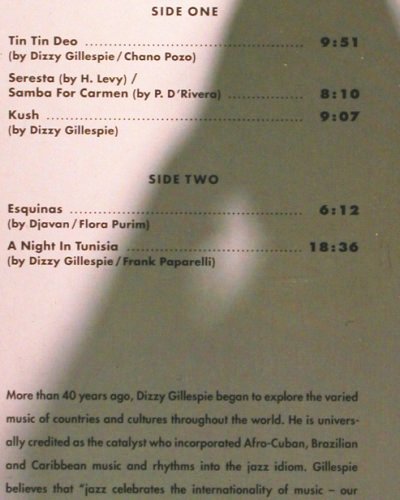 SIDE ONE
Tin Tin Deo ........................................ 9:51
(by Dizzy Gillespie / Chano Pozo)
Seresta (by H. Levy) /
Samba For Carmen (by P. D'Rivera) ............. 8:10
Kush ................................................ 9:07
(by Dizzy Gillespie)
SIDE TWO
Esquinas ........................................... 6:12
(by Djavan / Flora Purim)
A Night In Tunisia ............................... 18:36
(by Dizzy Gillespie / Frank Paparelli)
More than 40 years ago, Dizzy Gillespie began to explore the varied
music of countries and cultures throughout the world. He is univers-
ally credited as the catalyst who incorporated Afro-Cuban, Brazilian
and Caribbean music and rhythms into the jazz idiom. Gillespie
believes that "jazz celebrates the internationality of music – our